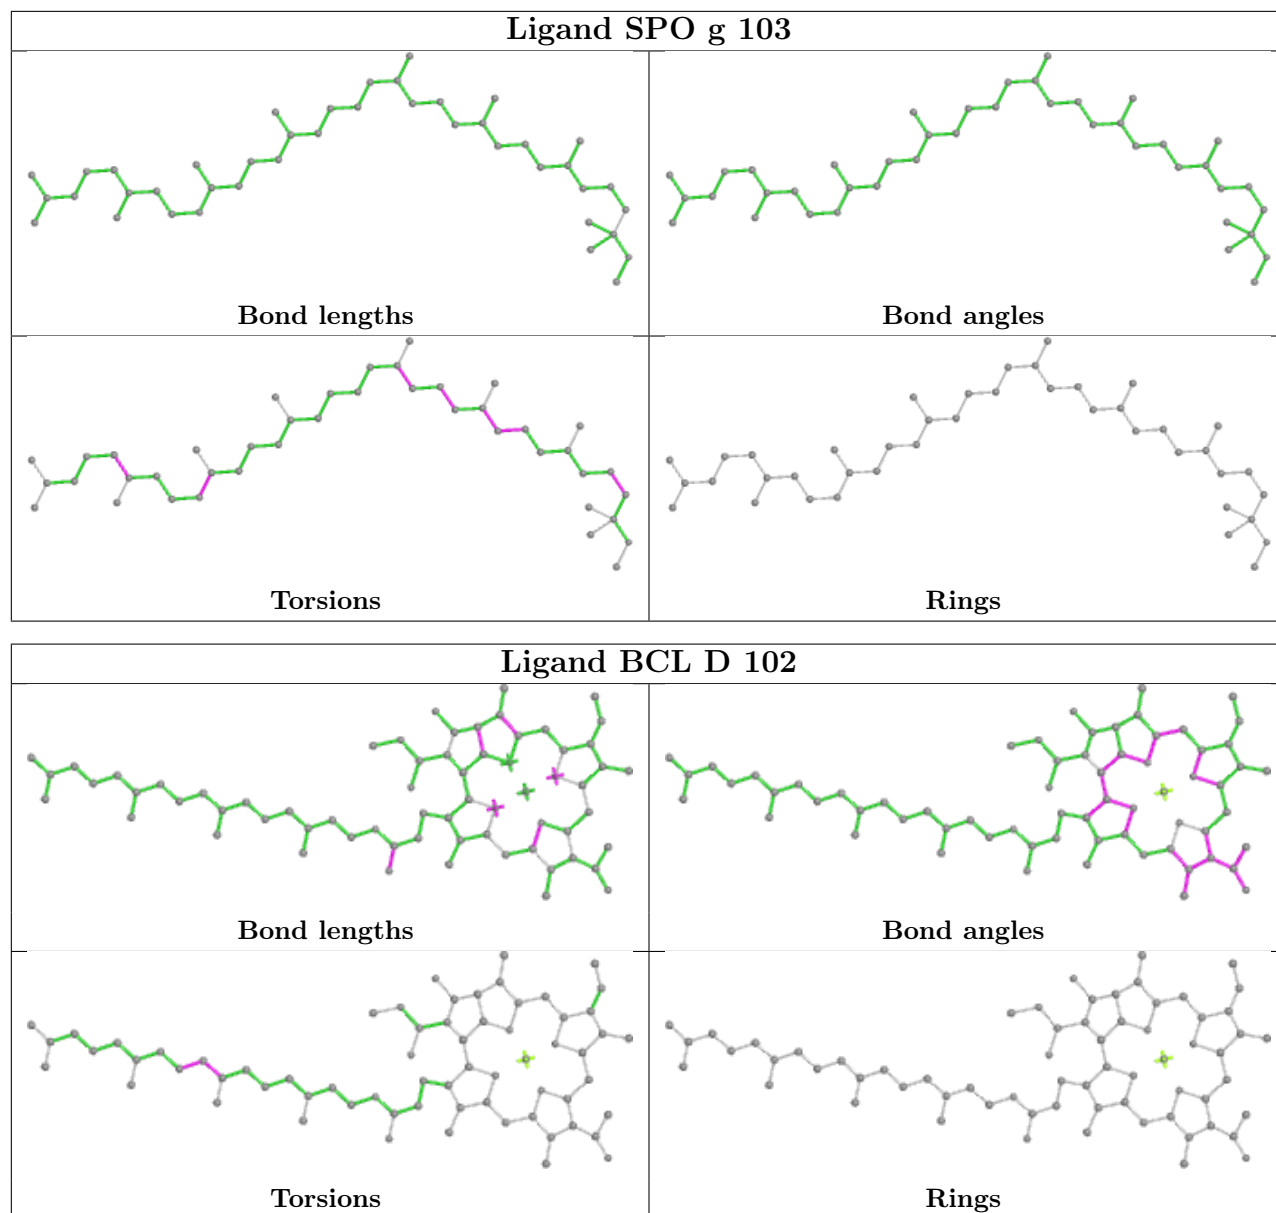 Ligand SPO g 103
Bond lengths
Bond angles
Torsions
Rings
Ligand BCL D 102
Bond lengths
Bond angles
Torsions
Rings